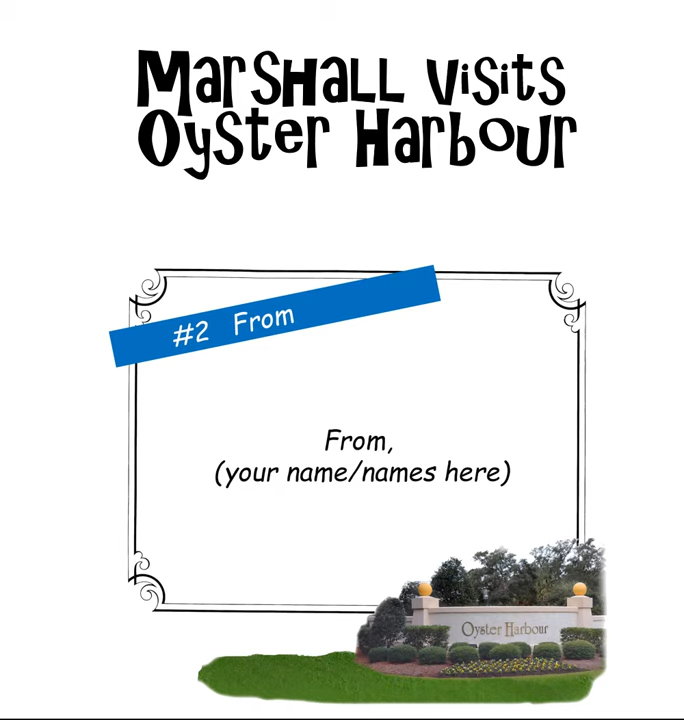 Marshall Visits
Oyster Harbour
#2 From
From,
(your name/names here)
Oyster Harbour